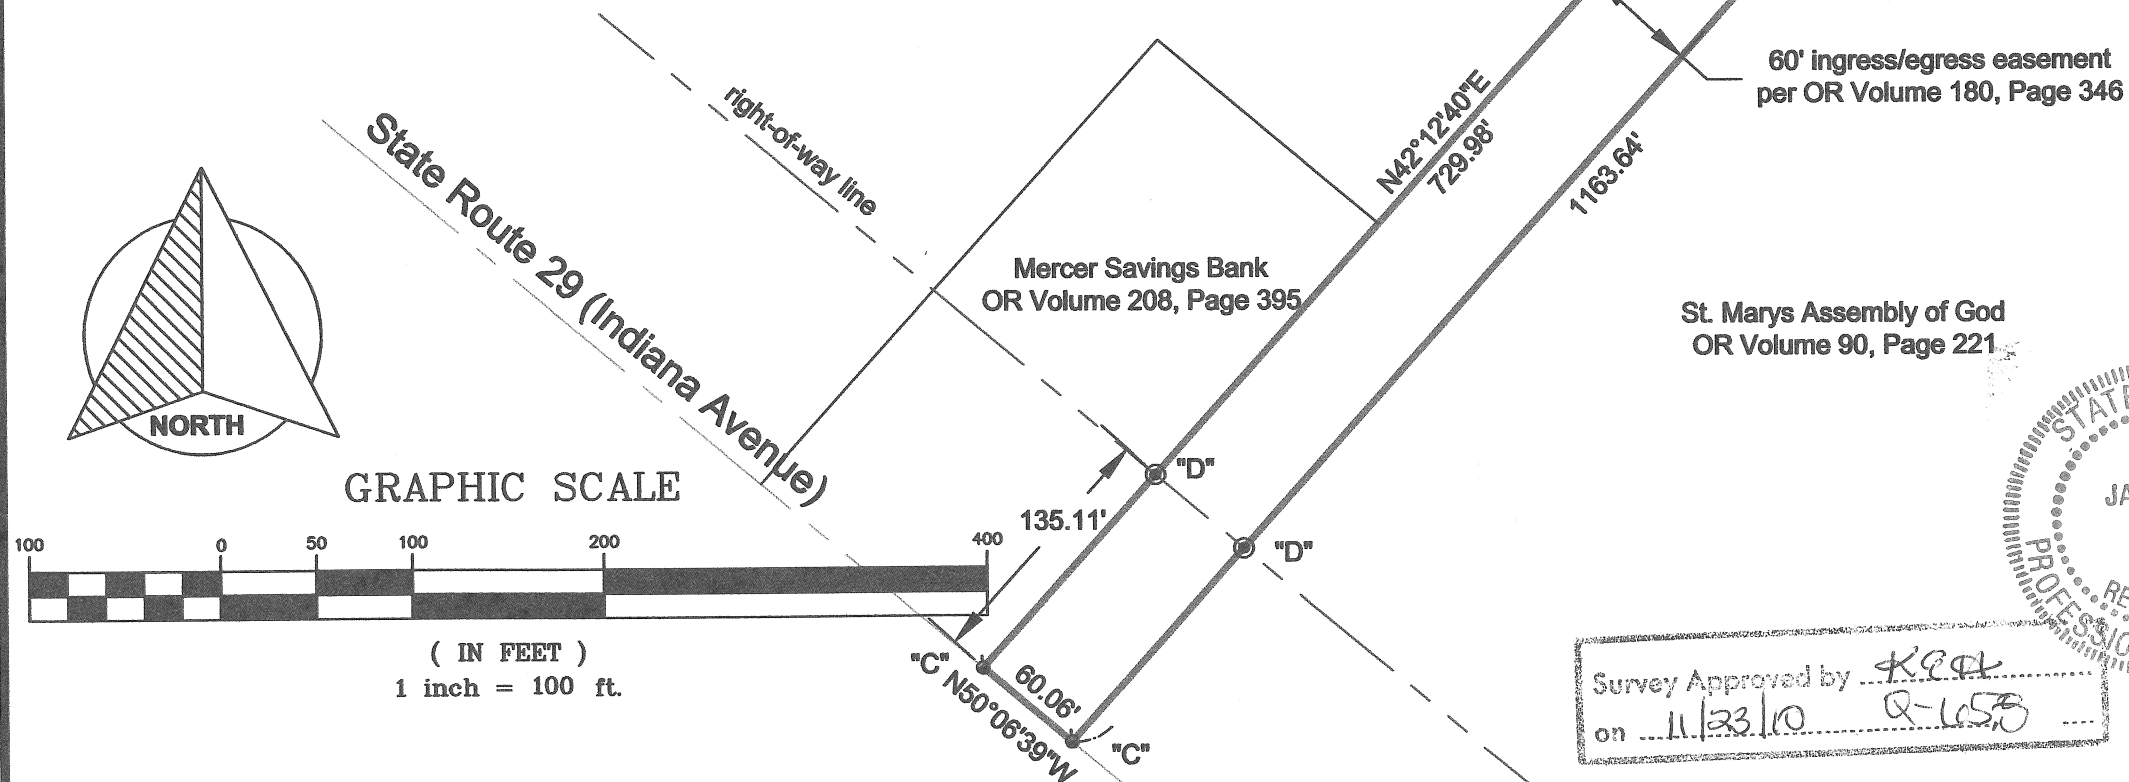 60' ingress/egress easement
per OR Volume 180, Page 346
right-of-way line
State Route 29 (Indiana Avenue)
N42°12'40"E
729.98'
1163.64'
Mercer Savings Bank
OR Volume 208, Page 395
St. Marys Assembly of God
OR Volume 90, Page 221
NORTH
GRAPHIC SCALE
100 0 50 100 200 400
( IN FEET )
1 inch = 100 ft.
135.11'
"D"
"D"
"C"
60.06'
N50°06'39"W
"C"
Survey Approved by
on 11/23/10